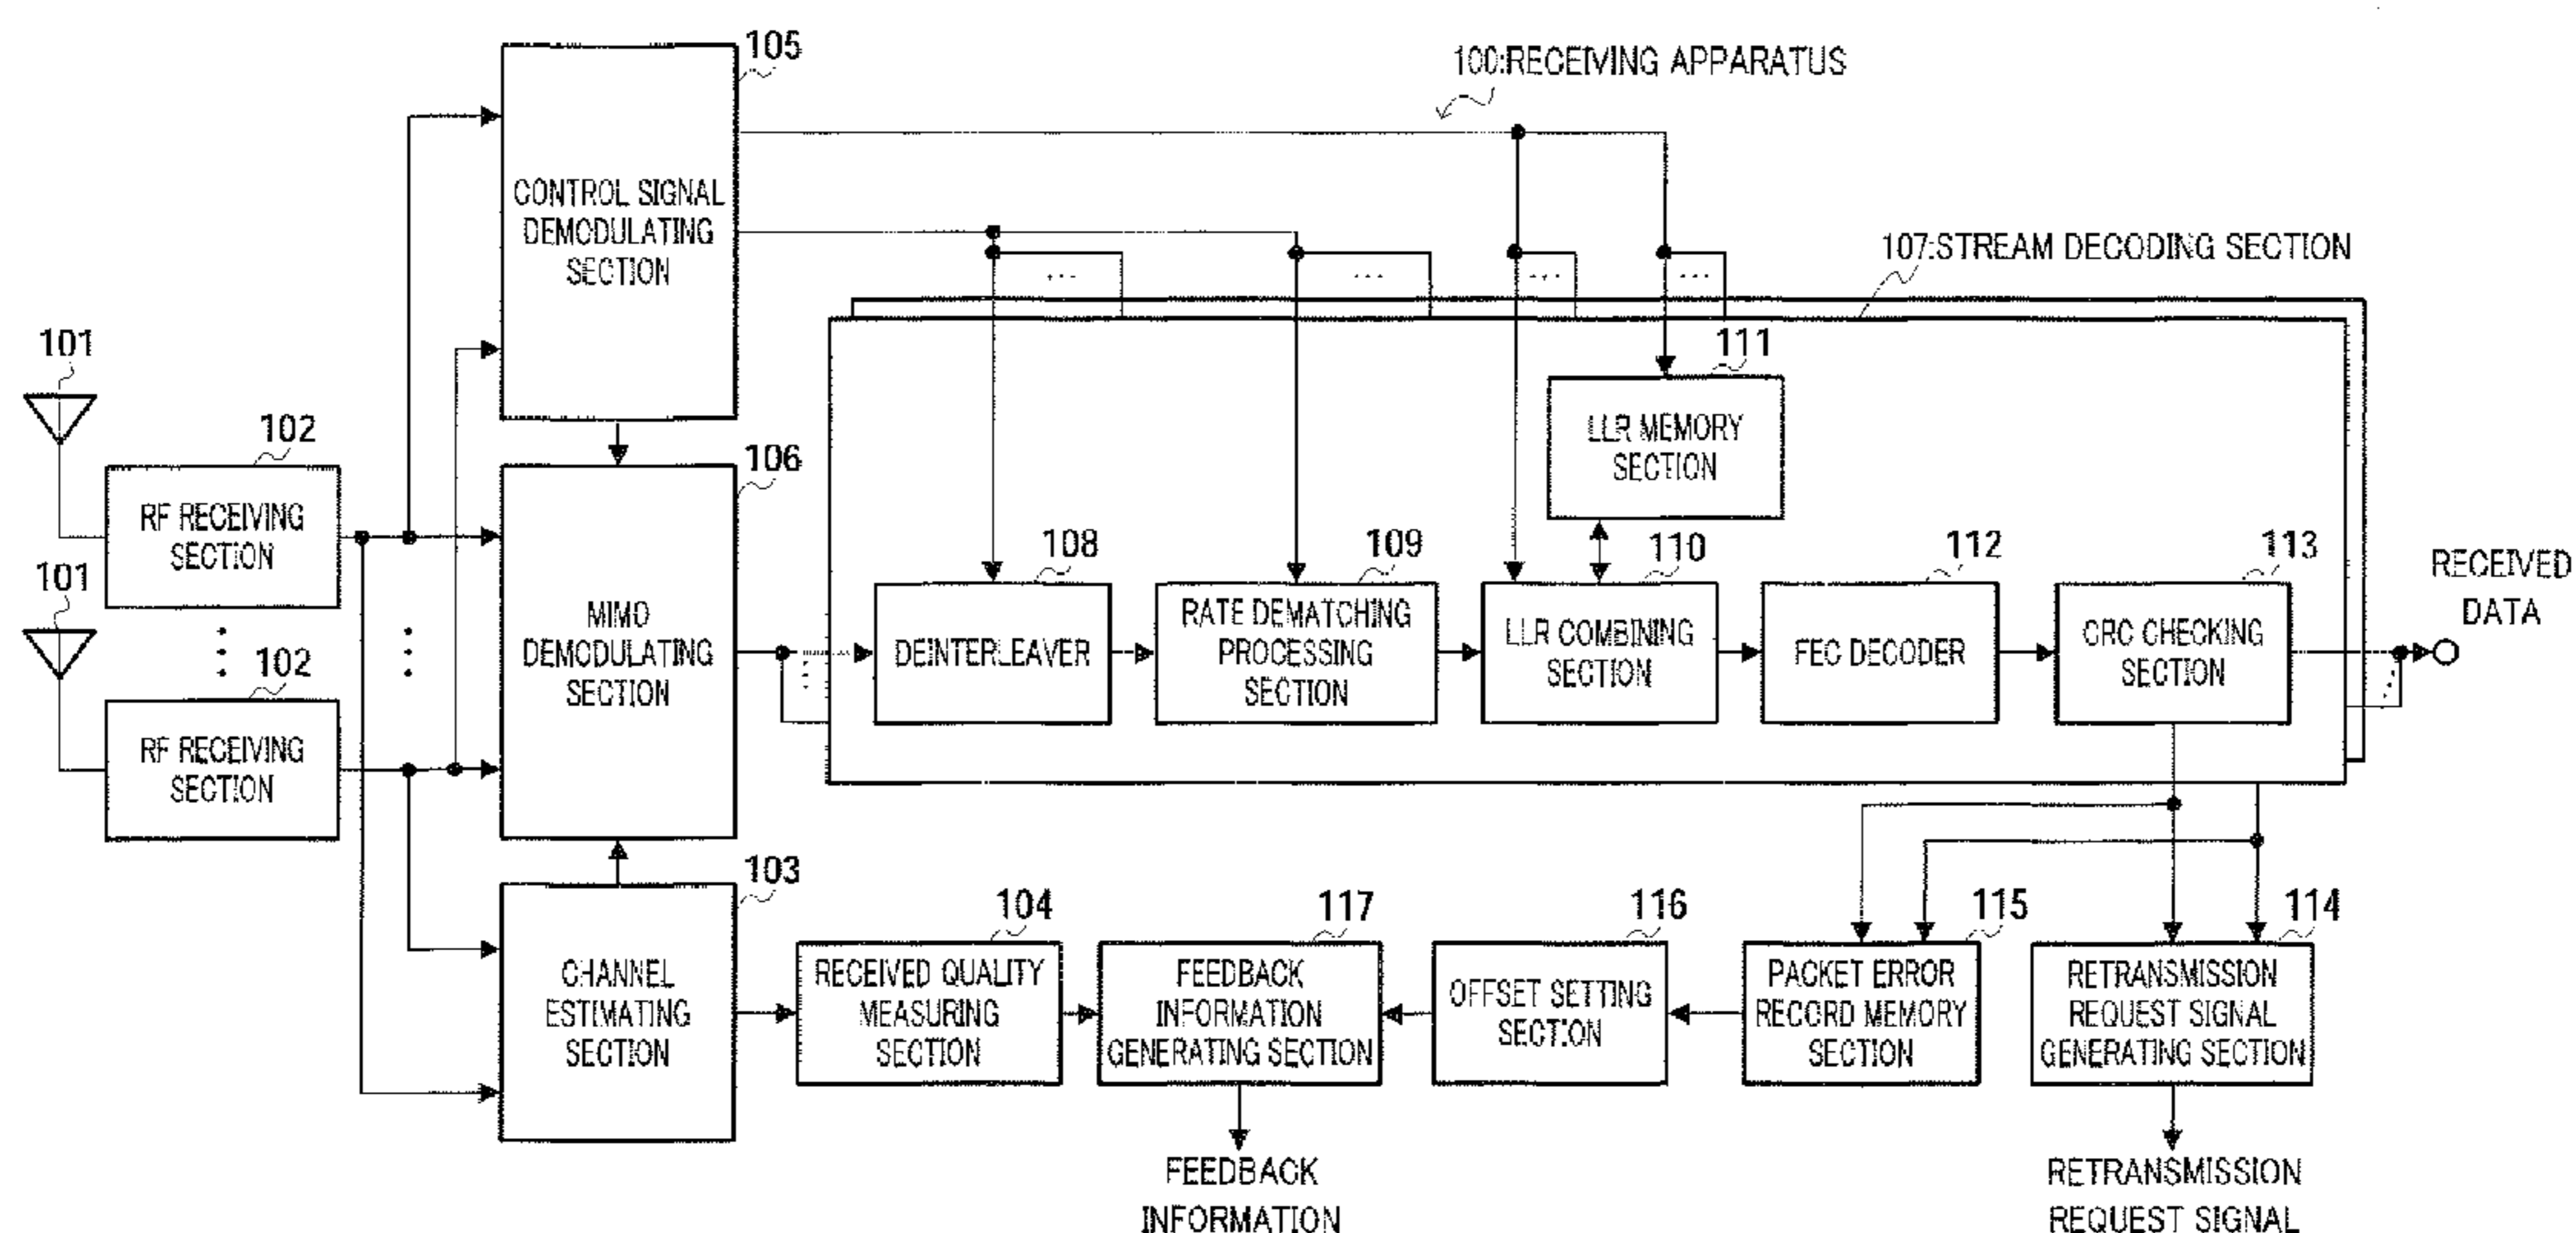 105
100:RECEIVING APPARATUS
CONTROL SIGNAL
DEMODULATING
SECTION
107:STREAM DECODING SECTION
101
102
RF RECEIVING
SECTION
101
102
RF RECEIVING
SECTION
106
MIMO
DEMODULATING
SECTION
111
LLR MEMORY
SECTION
108
DEINTERLEAVER
109
RATE DEMATCHING
PROCESSING
SECTION
110
LLR COMBINING
SECTION
112
FEC DECODER
113
CRC CHECKING
SECTION
RECEIVED
DATA
103
CHANNEL
ESTIMATING
SECTION
104
RECEIVED QUALITY
MEASURING
SECTION
117
FEEDBACK
INFORMATION
GENERATING SECTION
116
OFFSET SETTING
SECTION
115
PACKET ERROR
RECORD MEMORY
SECTION
114
RETRANSMISSION
REQUEST SIGNAL
GENERATING SECTION
FEEDBACK
INFORMATION
RETRANSMISSION
REQUEST SIGNAL